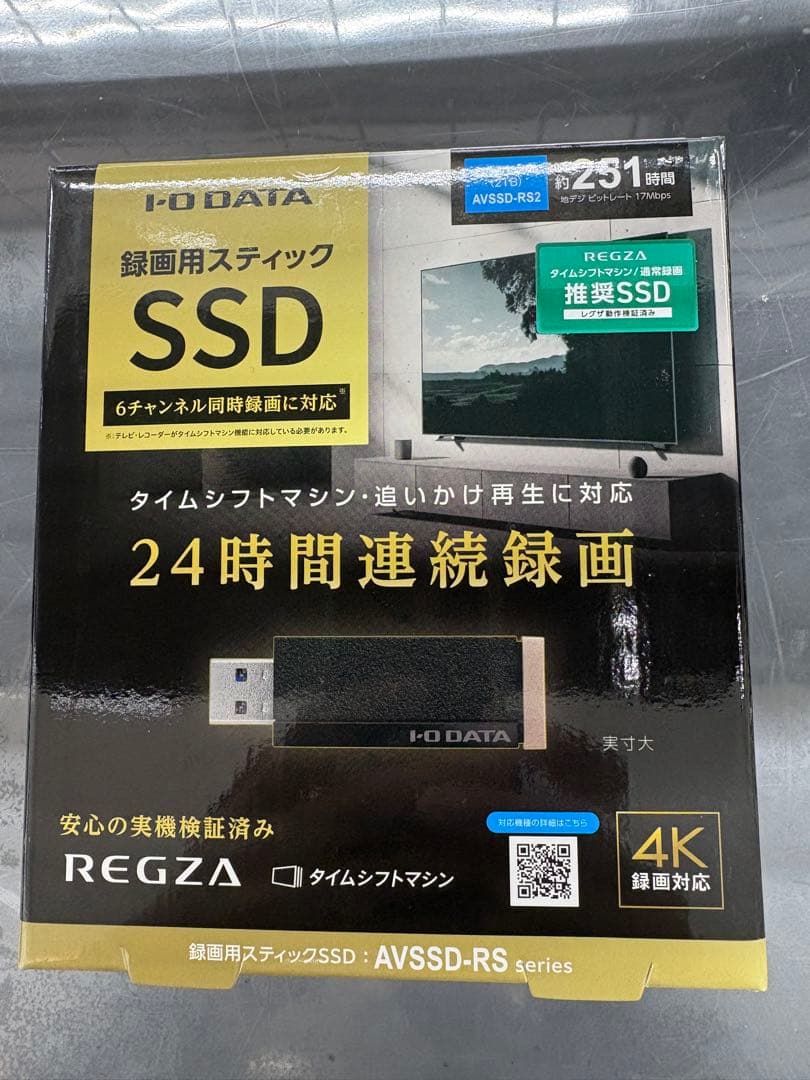 I-O DATA
録画用スティック
SSD
6チャンネル同時録画に対応※
※:テレビ・レコーダーがタイムシフトマシン機能に対応している必要があります。
(2TB)
AVSSD-RS2
約251時間
地デジ ビットレート 17Mbps
REGZA
タイムシフトマシン/通常録画
推奨SSD
レグザ動作検証済み
タイムシフトマシン・追いかけ再生に対応
24時間連続録画
I-O DATA
実寸大
安心の実機検証済み
REGZA
タイムシフトマシン
対応機種の詳細はこちら
4K
録画対応
録画用スティックSSD:AVSSD-RS series